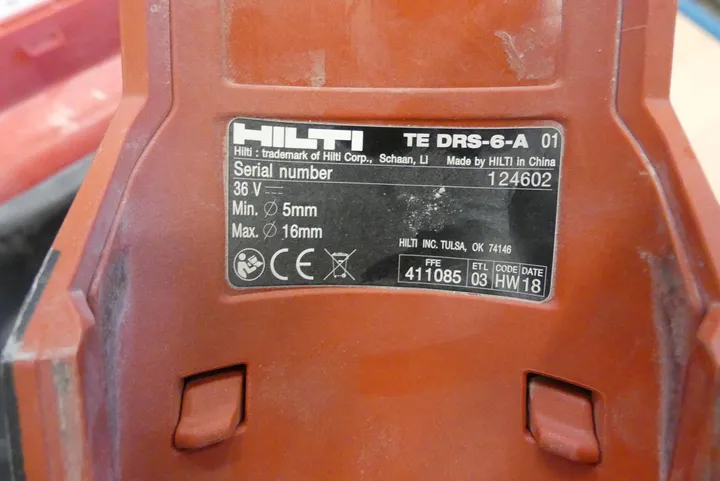 HILTI TE DRS-6-A 01
Hilti : trademark of Hilti Corp., Schaan, LI Made by HILTI in China
Serial number 124602
36 V
Min. ∅ 5mm
Max. ∅ 16mm
HILTI INC. TULSA, OK 74146
CE
FFE ETL CODE DATE
411085 03 HW 18